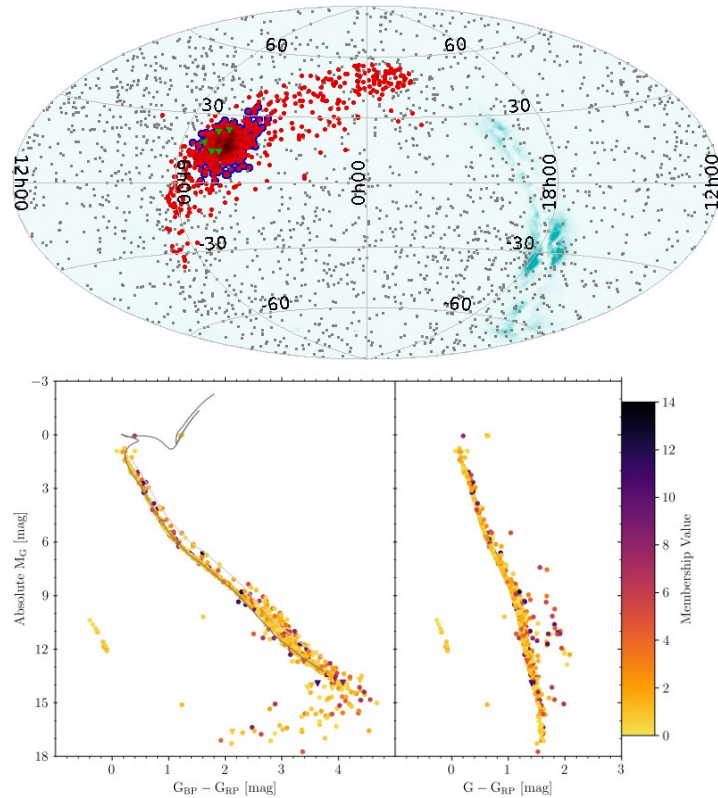 60 60
30 30
12h00 6h00 0h00 18h00 12h00
-30 -30
-60 -60
-3
0
3
6
9
12
15
18
Absolute M_G [mag]
0 1 2 3 4
G_BP − G_RP [mag]
0 1 2 3
G − G_RP [mag]
14
12
10
8
6
4
2
0
Membership Value